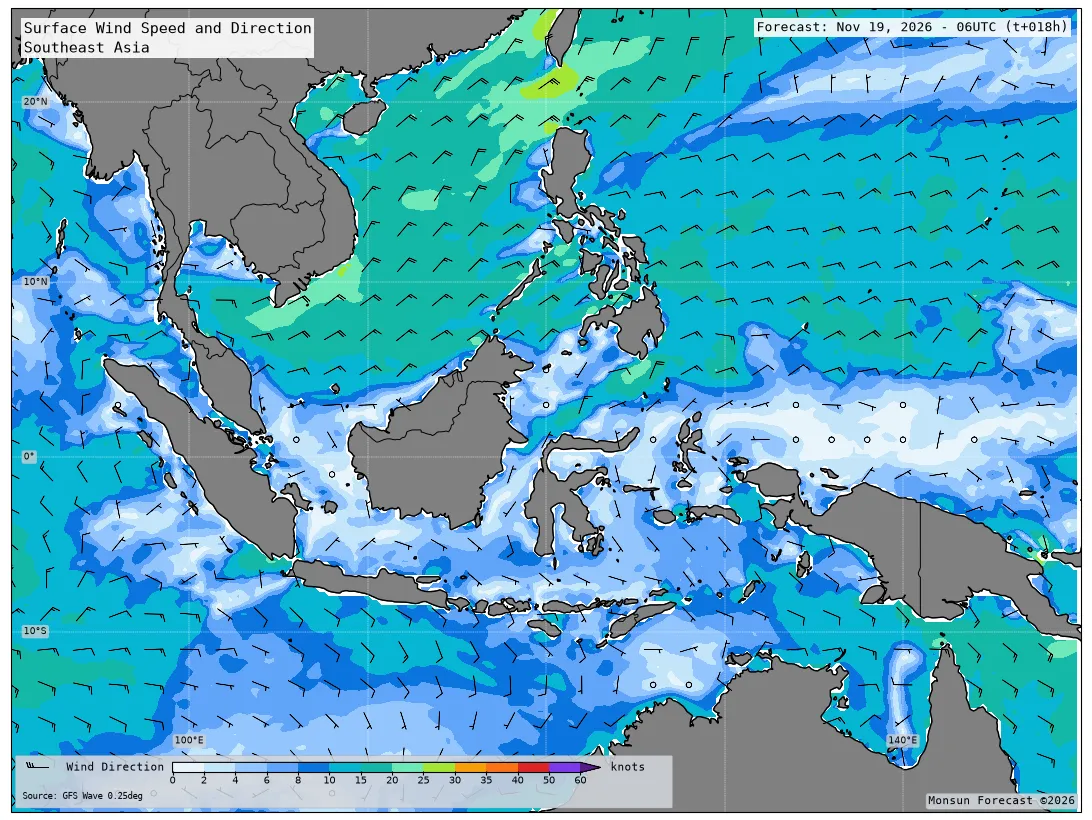 Surface Wind Speed and Direction
Southeast Asia
Forecast: Nov 19, 2026 - 06UTC (t+018h)
20°N
10°N
0°
10°S
100°E
140°E
Wind Direction
0 2 4 6 8 10 15 20 25 30 35 40 50 60
knots
Source: GFS Wave 0.25deg
Monsun Forecast ©2026